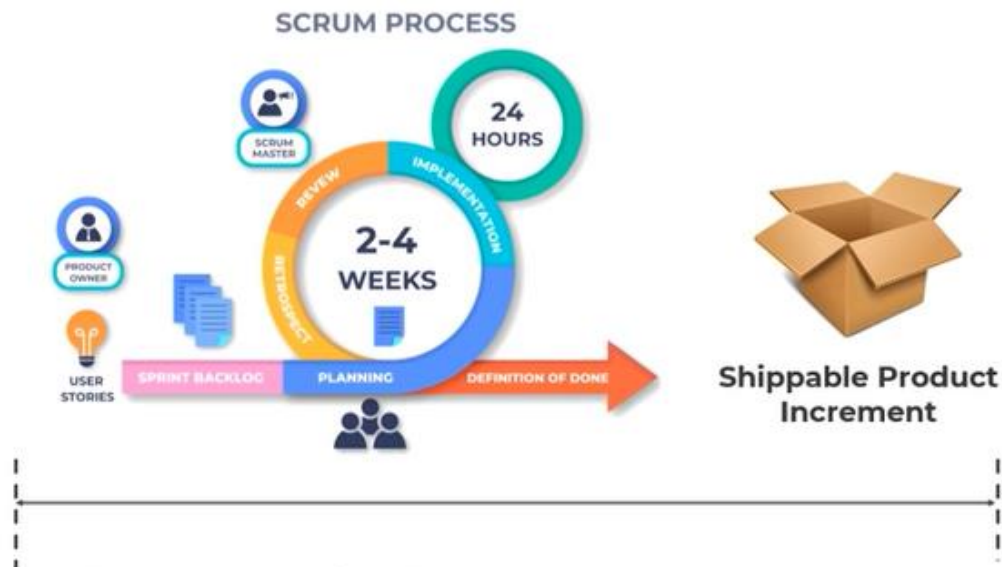 SCRUM PROCESS
24
HOURS
SCRUM
MASTER
REVEW
IMPLEMENTATION
2-4
WEEKS
RETROSPECT
PRODUCT
OWNER
USER
STORIES
SPRINT BACKLOG
PLANNING
DEFINITION OF DONE
Shippable Product
Increment